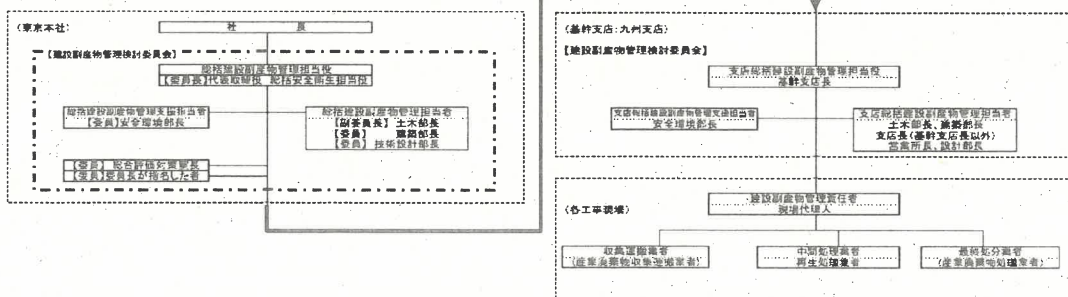 (東京本社)
社 長
【建設副産物管理検討委員会】
総括建設副産物管理担当役
【委員長】代表取締役 総括安全衛生担当役
総括建設副産物管理支援担当者
【委員】安全環境部長
総括建設副産物管理担当者
【副委員長】 土木部長
【委員】 建築部長
【委員】 技術設計部長
【委員】 総合評価対策室長
【委員】委員長が指名した者
(基幹支店:九州支店)
【建設副産物管理検討委員会】
支店総括建設副産物管理担当役
基幹支店長
支店総括建設副産物管理支援担当者
安全環境部長
支店総括建設副産物管理担当者
土木部長、建築部長
支店長(基幹支店長以外)
営業所長、設計部長
(各工事現場)
建設副産物管理責任者
現場代理人
収集運搬業者
(産業廃棄物収集運搬業者)
中間処理業者
再生処理業者
最終処分業者
(産業廃棄物処理業者)